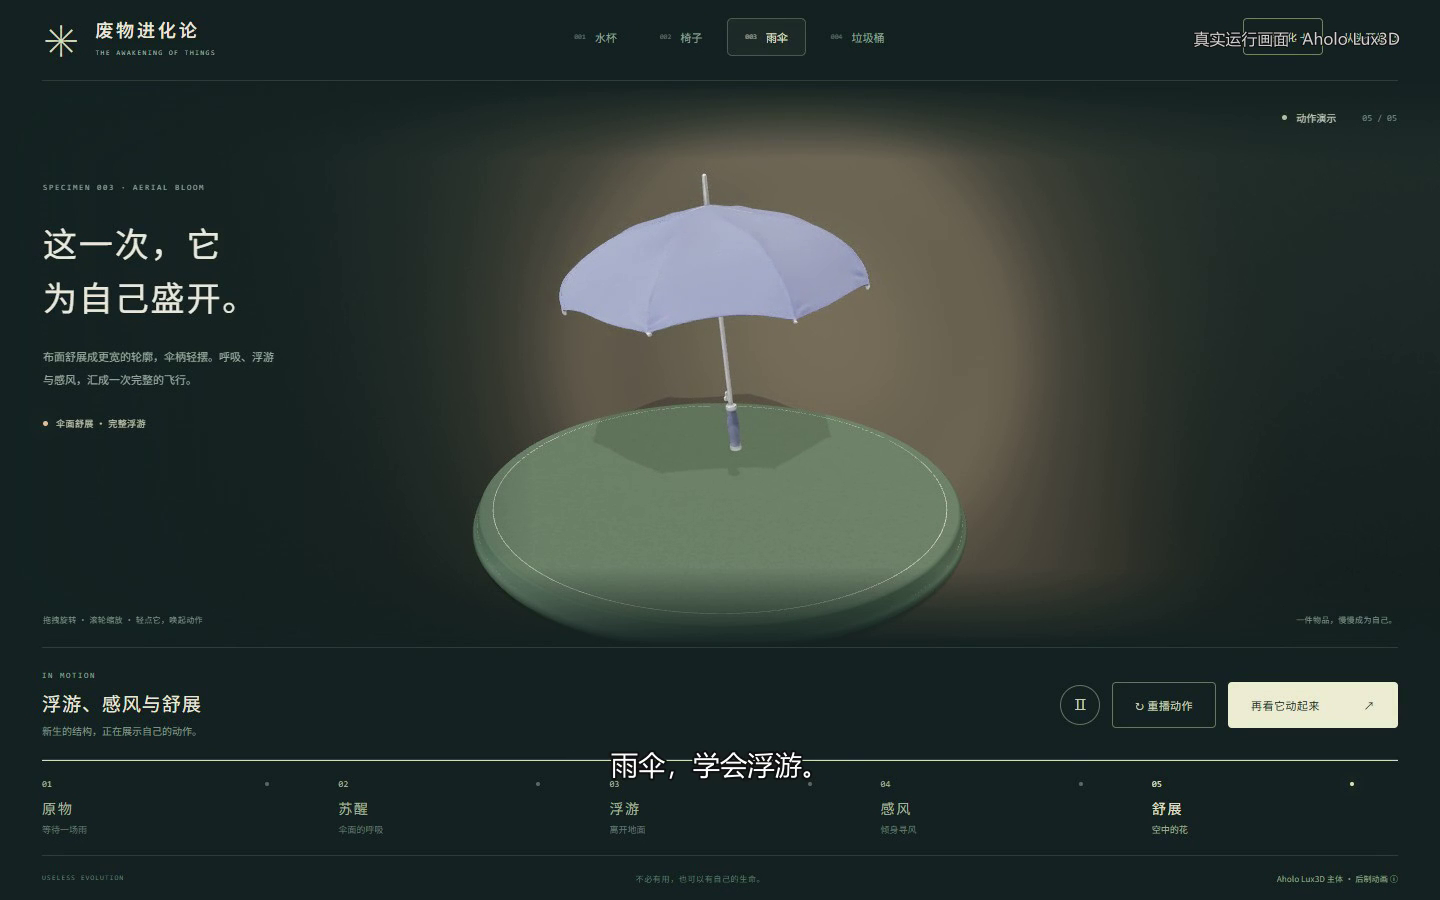 废物进化论
THE AWAKENING OF THINGS
001 水杯
002 椅子
003 雨伞
004 垃圾桶
真实运行画面 Aholo Lux3D
动作演示 05 / 05
SPECIMEN 003 · AERIAL BLOOM
这一次，它
为自己盛开。
布面舒展成更宽的轮廓，伞柄轻摆。呼吸、浮游
与感风，汇成一次完整的飞行。
伞面舒展 · 完整浮游
拖拽旋转 · 滚轮缩放 · 轻点它，唤起动作
一件物品，慢慢成为自己。
IN MOTION
浮游、感风与舒展
新生的结构，正在展示自己的动作。
↻ 重播动作
再看它动起来 ↗
雨伞，学会浮游。
01
原物
等待一场雨
02
苏醒
伞面的呼吸
03
浮游
离开地面
04
感风
倾身寻风
05
舒展
空中的花
USELESS EVOLUTION
不必有用，也可以有自己的生命。
Aholo Lux3D 主体 · 后制动画 ⓘ